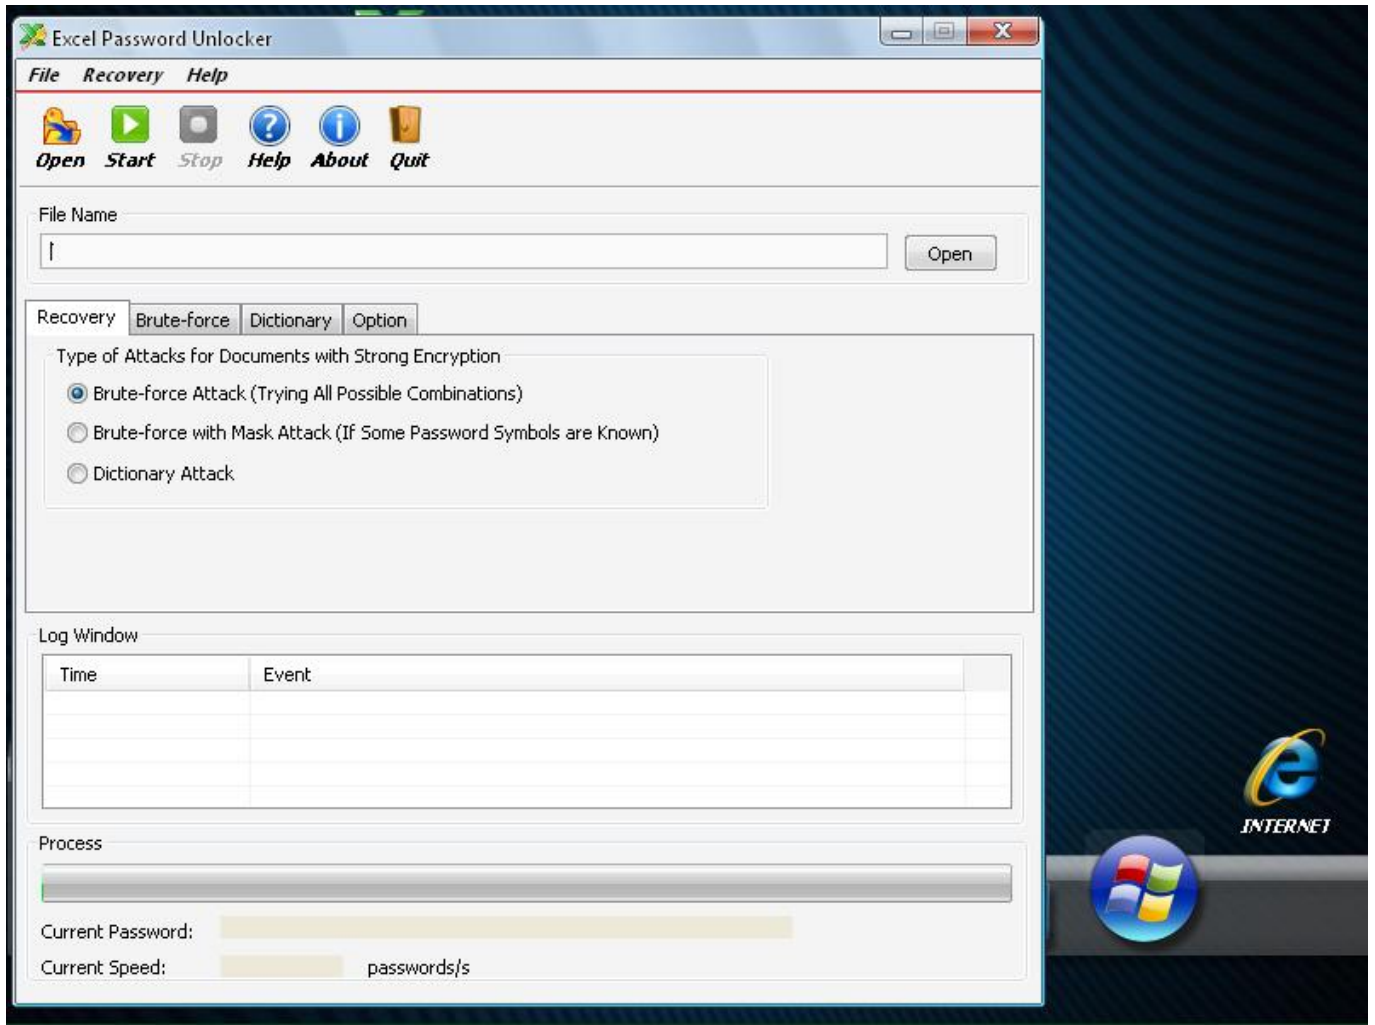 Excel Password Unlocker
File Recovery Help
Open Start Stop Help About Quit
File Name
Open
Recovery Brute-force Dictionary Option
Type of Attacks for Documents with Strong Encryption
Brute-force Attack (Trying All Possible Combinations)
Brute-force with Mask Attack (If Some Password Symbols are Known)
Dictionary Attack
Log Window
Time Event
INTERNET
Process
Current Password:
Current Speed: passwords/s